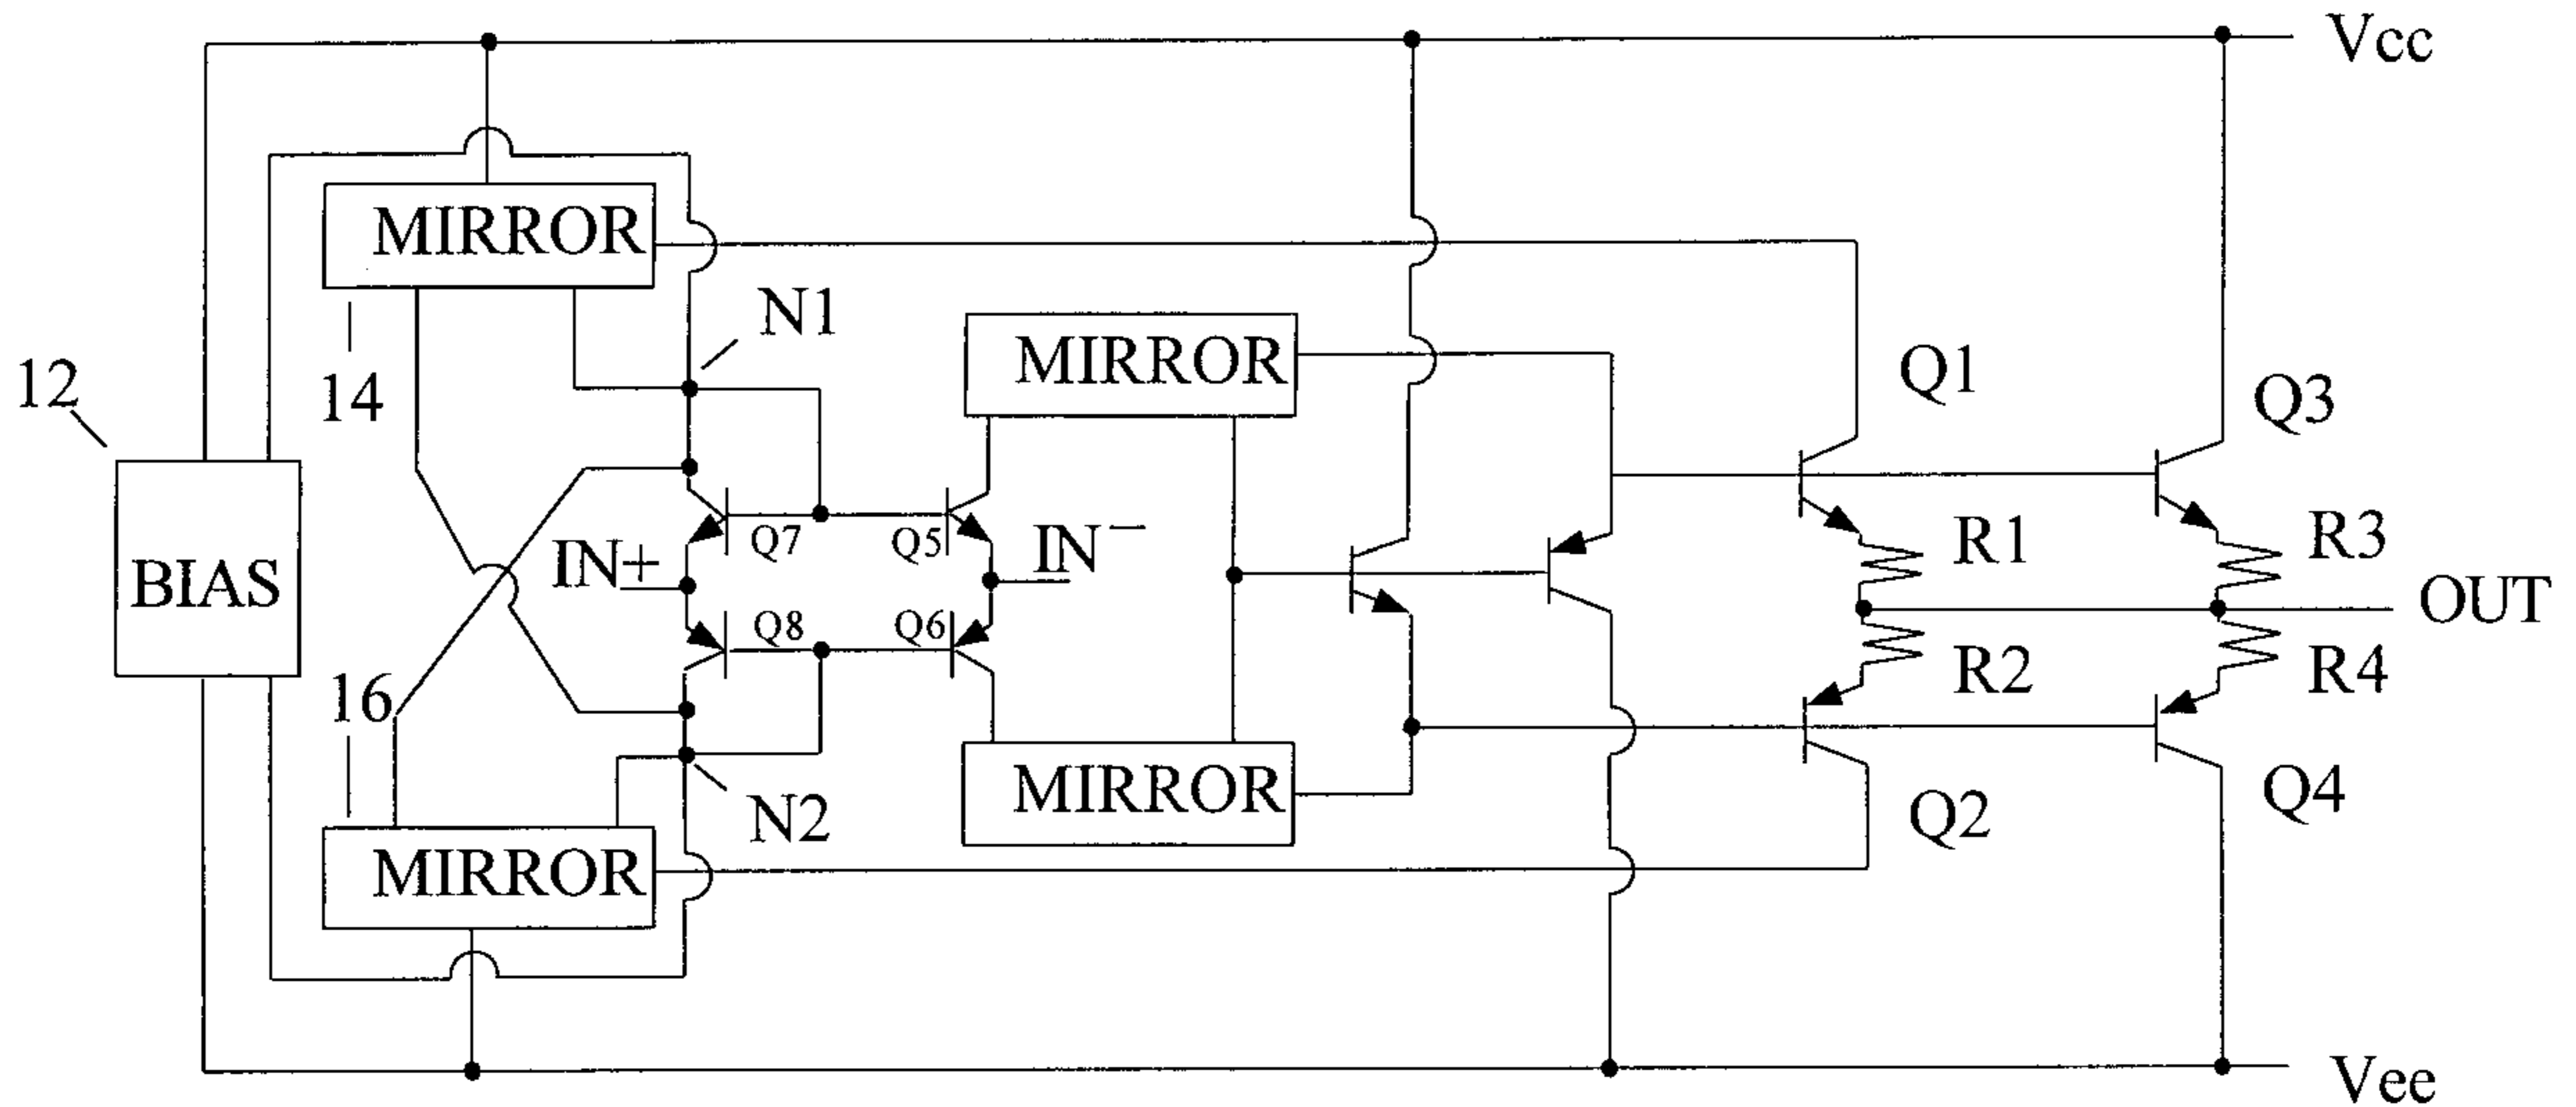 Vcc
MIRROR
N1
MIRROR
12
14
Q1
Q3
Q7
Q5
IN+
IN−
R1
R3
BIAS
OUT
Q8
Q6
16
R2
R4
N2
MIRROR
Q2
Q4
MIRROR
Vee